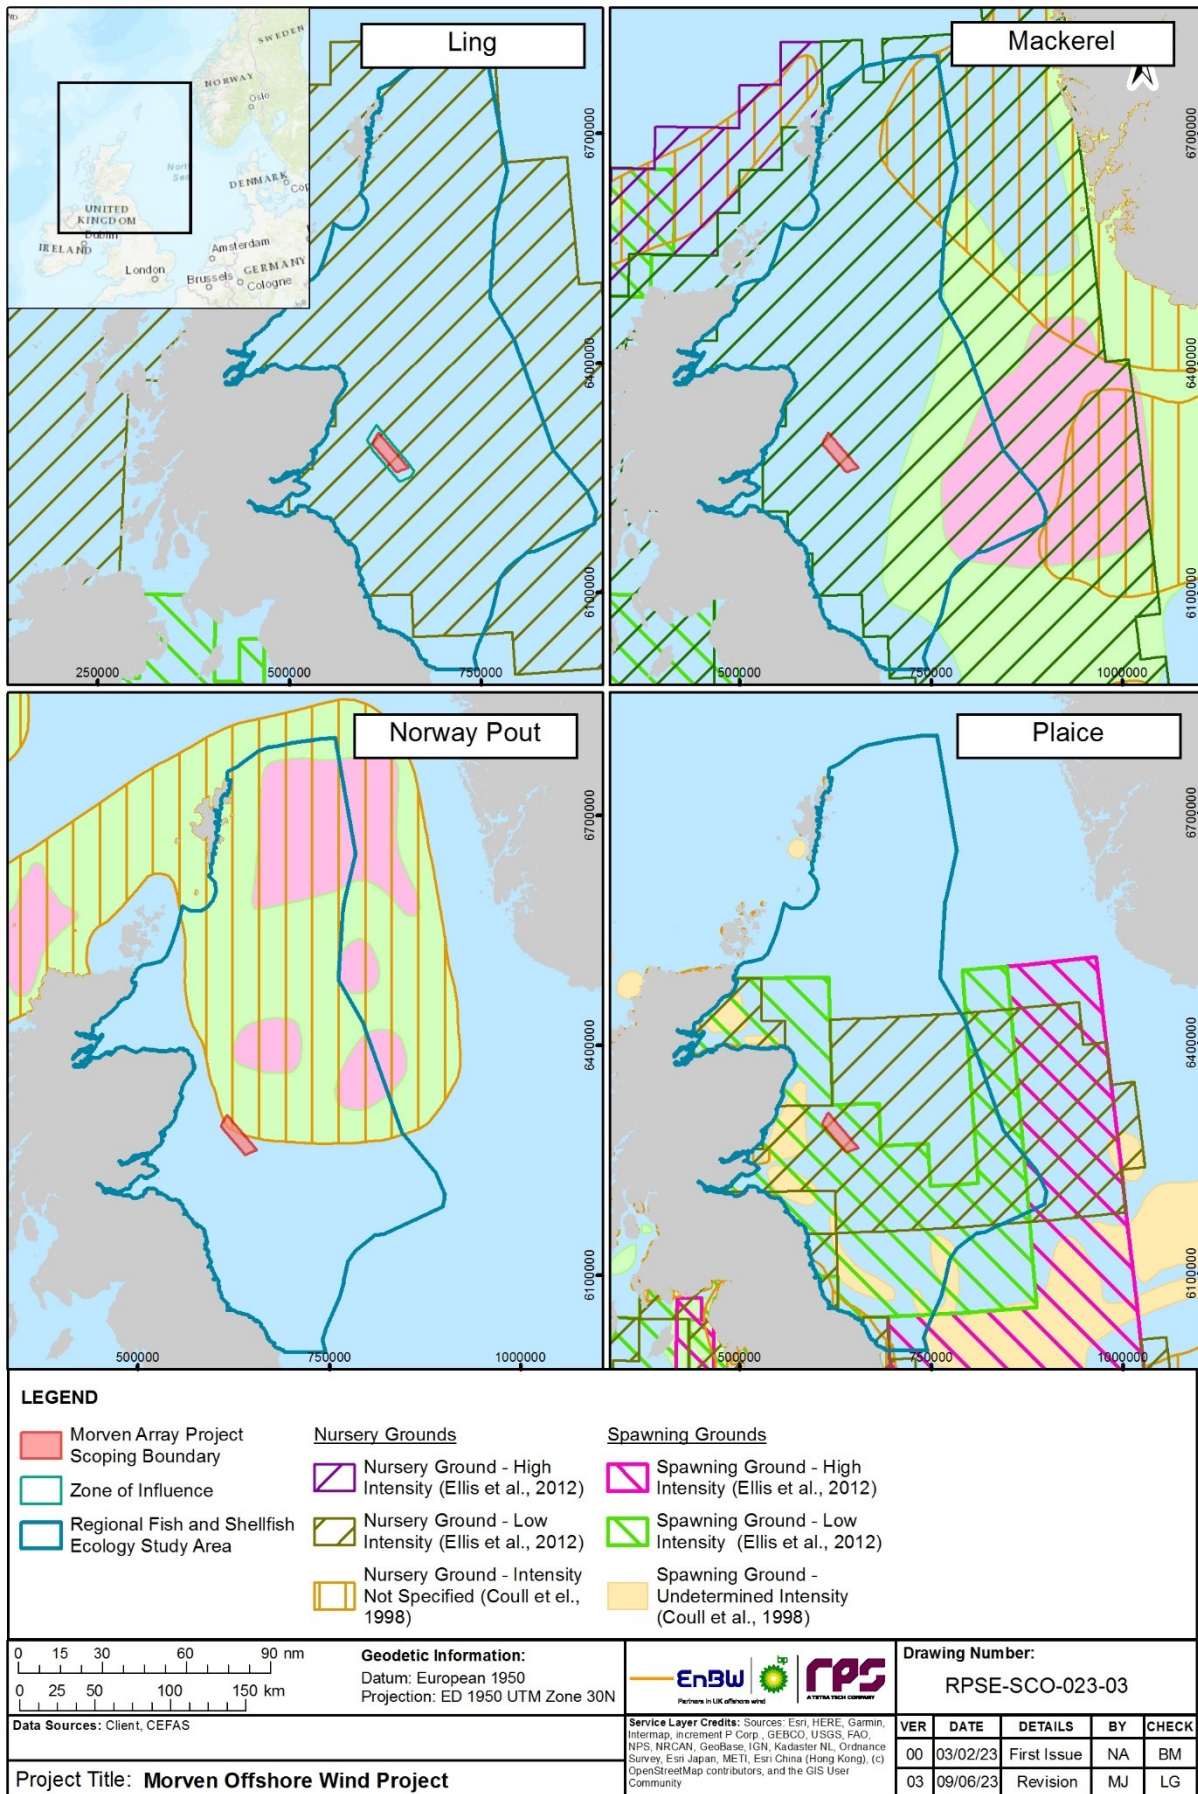 Ling
Mackerel
SWEDEN
NORWAY
Oslo
DENMARK
UNITED
KINGDOM
Dublin
IRELAND
Amsterdam
London
Brussels
GERMANY
Cologne
6700000
6400000
6100000
250000
500000
750000
6700000
6400000
6100000
500000
750000
1000000
Norway Pout
Plaice
6700000
6400000
6100000
500000
750000
1000000
6700000
6400000
6100000
500000
750000
1000000
LEGEND
Morven Array Project
Scoping Boundary
Zone of Influence
Regional Fish and Shellfish
Ecology Study Area
Nursery Grounds
Nursery Ground - High
Intensity (Ellis et al., 2012)
Nursery Ground - Low
Intensity (Ellis et al., 2012)
Nursery Ground - Intensity
Not Specified (Coull et el.,
1998)
Spawning Grounds
Spawning Ground - High
Intensity (Ellis et al., 2012)
Spawning Ground - Low
Intensity (Ellis et al., 2012)
Spawning Ground -
Undetermined Intensity
(Coull et al., 1998)
0 15 30 60 90 nm
0 25 50 100 150 km
Geodetic Information:
Datum: European 1950
Projection: ED 1950 UTM Zone 30N
Data Sources: Client, CEFAS
Project Title: Morven Offshore Wind Project
EnBW
bp
Partners in UK offshore wind
RPS
A TETRA TECH COMPANY
Service Layer Credits: Sources: Esri, HERE, Garmin,
Intermap, increment P Corp., GEBCO, USGS, FAO,
NPS, NRCAN, GeoBase, IGN, Kadaster NL, Ordnance
Survey, Esri Japan, METI, Esri China (Hong Kong), (c)
OpenStreetMap contributors, and the GIS User
Community
Drawing Number:
RPSE-SCO-023-03
VER DATE DETAILS BY CHECK
00 03/02/23 First Issue NA BM
03 09/06/23 Revision MJ LG